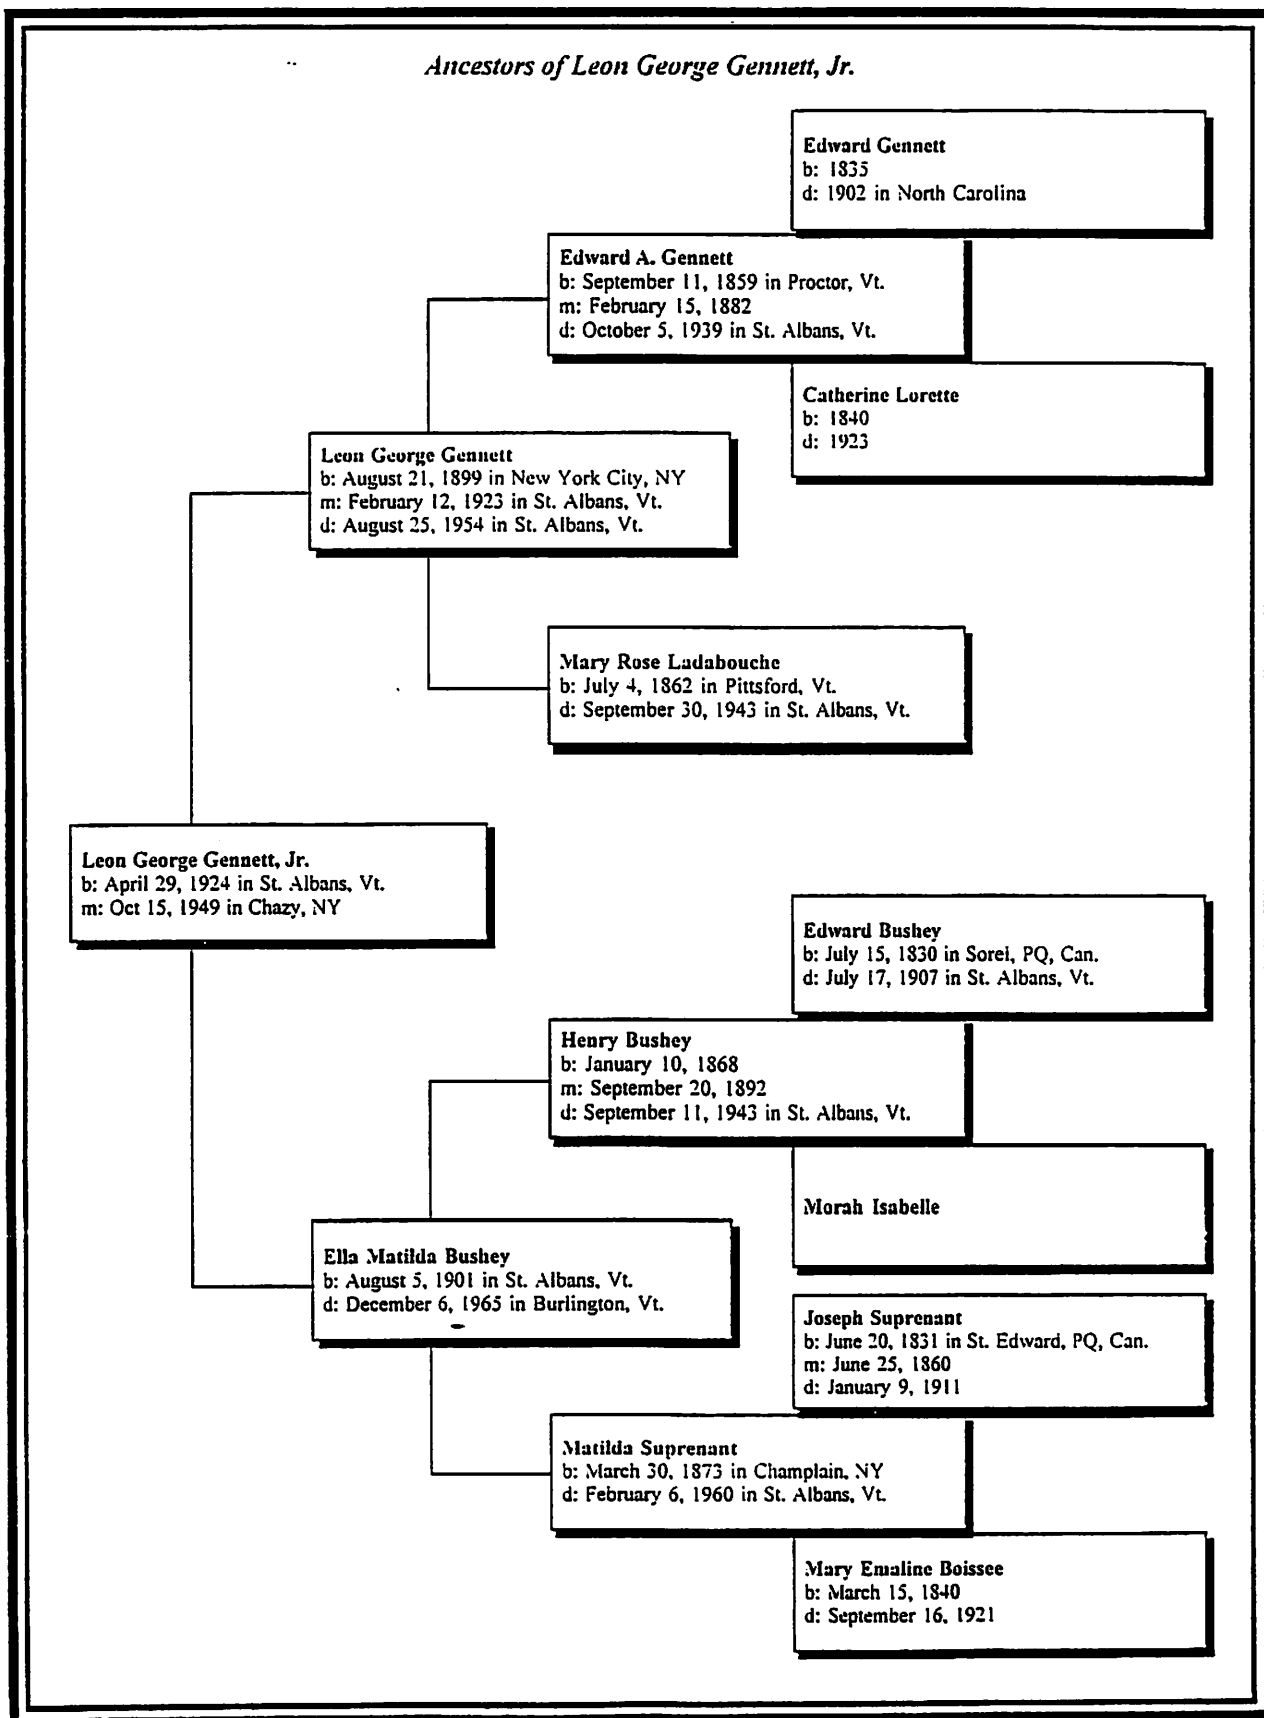 Ancestors of Leon George Gennett, Jr.
Edward Gennett
b: 1835
d: 1902 in North Carolina
Edward A. Gennett
b: September 11, 1859 in Proctor, Vt.
m: February 15, 1882
d: October 5, 1939 in St. Albans, Vt.
Catherine Lorette
b: 1840
d: 1923
Leon George Gennett
b: August 21, 1899 in New York City, NY
m: February 12, 1923 in St. Albans, Vt.
d: August 25, 1954 in St. Albans, Vt.
Mary Rose Ladabouche
b: July 4, 1862 in Pittsford, Vt.
d: September 30, 1943 in St. Albans, Vt.
Leon George Gennett, Jr.
b: April 29, 1924 in St. Albans, Vt.
m: Oct 15, 1949 in Chazy, NY
Edward Bushey
b: July 15, 1830 in Sorel, PQ, Can.
d: July 17, 1907 in St. Albans, Vt.
Henry Bushey
b: January 10, 1868
m: September 20, 1892
d: September 11, 1943 in St. Albans, Vt.
Morah Isabelle
Ella Matilda Bushey
b: August 5, 1901 in St. Albans, Vt.
d: December 6, 1965 in Burlington, Vt.
Joseph Suprenant
b: June 20, 1831 in St. Edward, PQ, Can.
m: June 25, 1860
d: January 9, 1911
Matilda Suprenant
b: March 30, 1873 in Champlain, NY
d: February 6, 1960 in St. Albans, Vt.
Mary Emaline Boissee
b: March 15, 1840
d: September 16, 1921